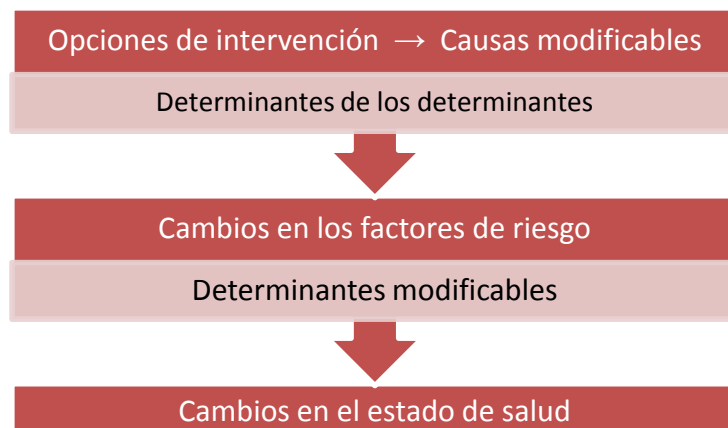 Opciones de intervención → Causas modificables
Determinantes de los determinantes
Cambios en los factores de riesgo
Determinantes modificables
Cambios en el estado de salud